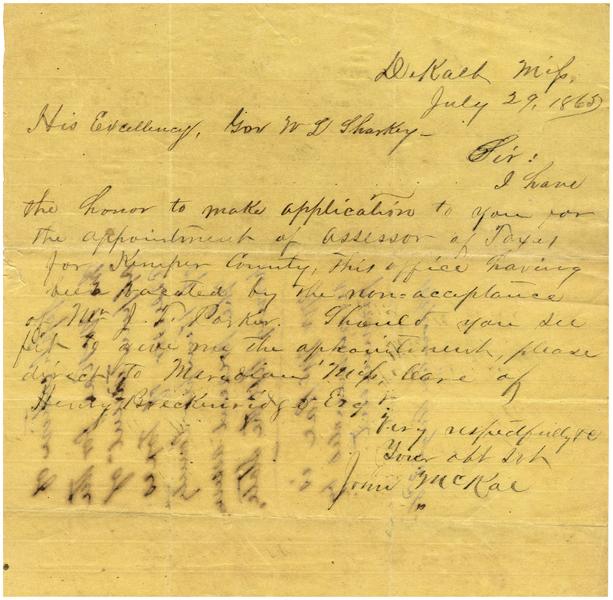 DeKalb Miss.
July 29, 1865
His Excellency, Gov W L Sharkey-
Sir:
I have
the honor to make application to you for
the appointment of assessor of Taxes
for Kemper County, this office having
been vacated by the non-acceptance
of Mr J. T. Parker. Should you see
fit to give me the appointment, please
direct to Meridian Miss, Care of
Henry Breckenridge Esq
Very respectfully &c
Your obt Svt
John McRae